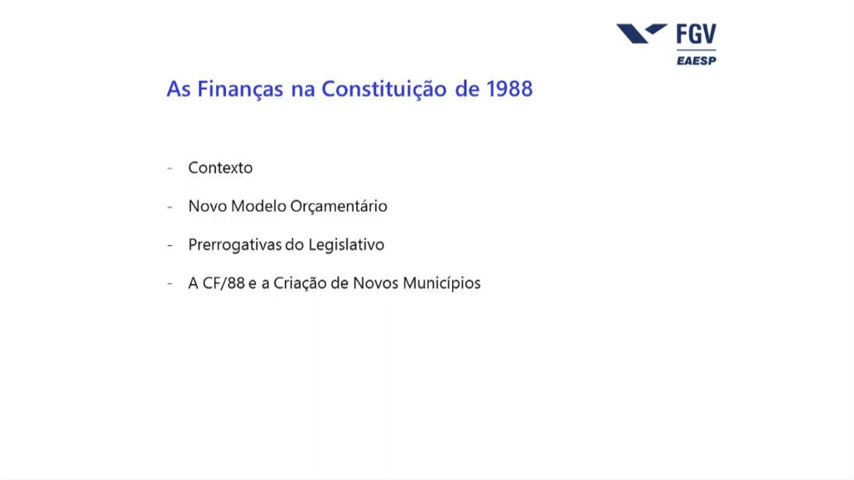 FGV
EAESP
As Finanças na Constituição de 1988
- Contexto
- Novo Modelo Orçamentário
- Prerrogativas do Legislativo
- A CF/88 e a Criação de Novos Municípios